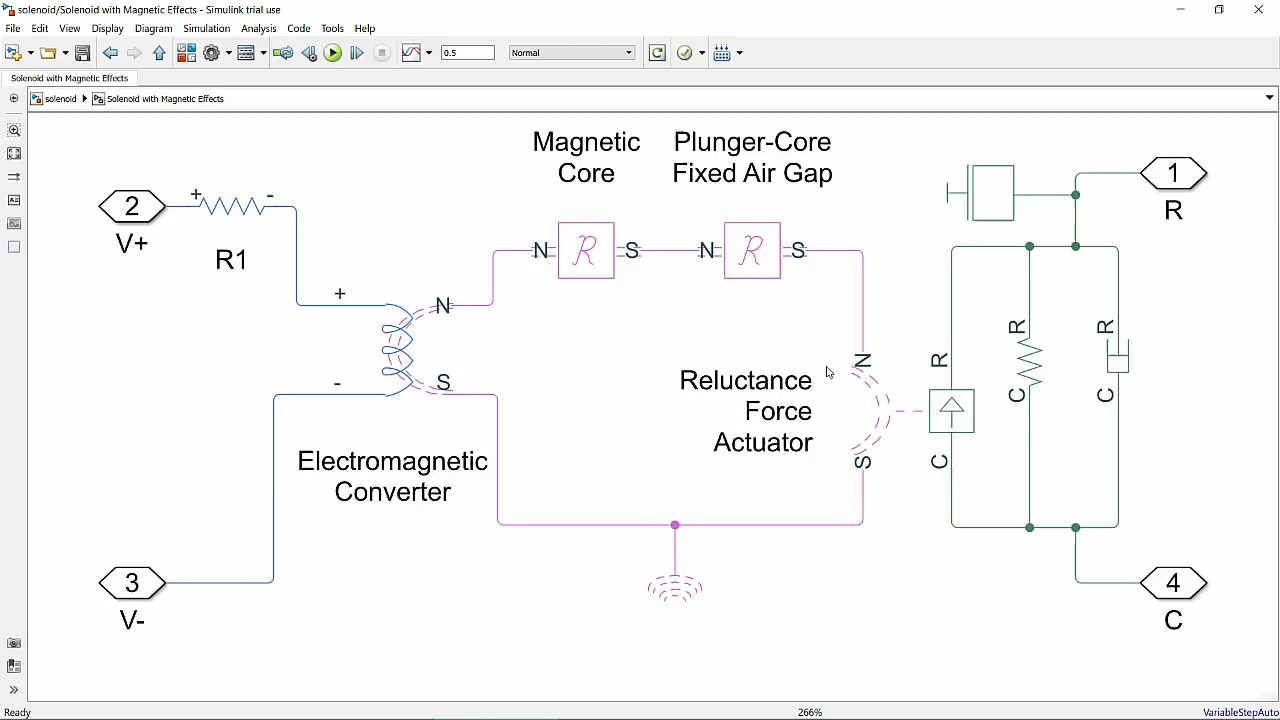 solenoid/Solenoid with Magnetic Effects - Simulink trial use
File Edit View Display Diagram Simulation Analysis Code Tools Help
0.5 Normal
Solenoid with Magnetic Effects
solenoid Solenoid with Magnetic Effects
Magnetic
Core
Plunger-Core
Fixed Air Gap
2
V+
+ -
R1
+
-
N
S
Electromagnetic
Converter
N R S
N R S
N
S
Reluctance
Force
Actuator
R
C
R
C
R
C
1
R
3
V-
4
C
Ready 266% VariableStepAuto